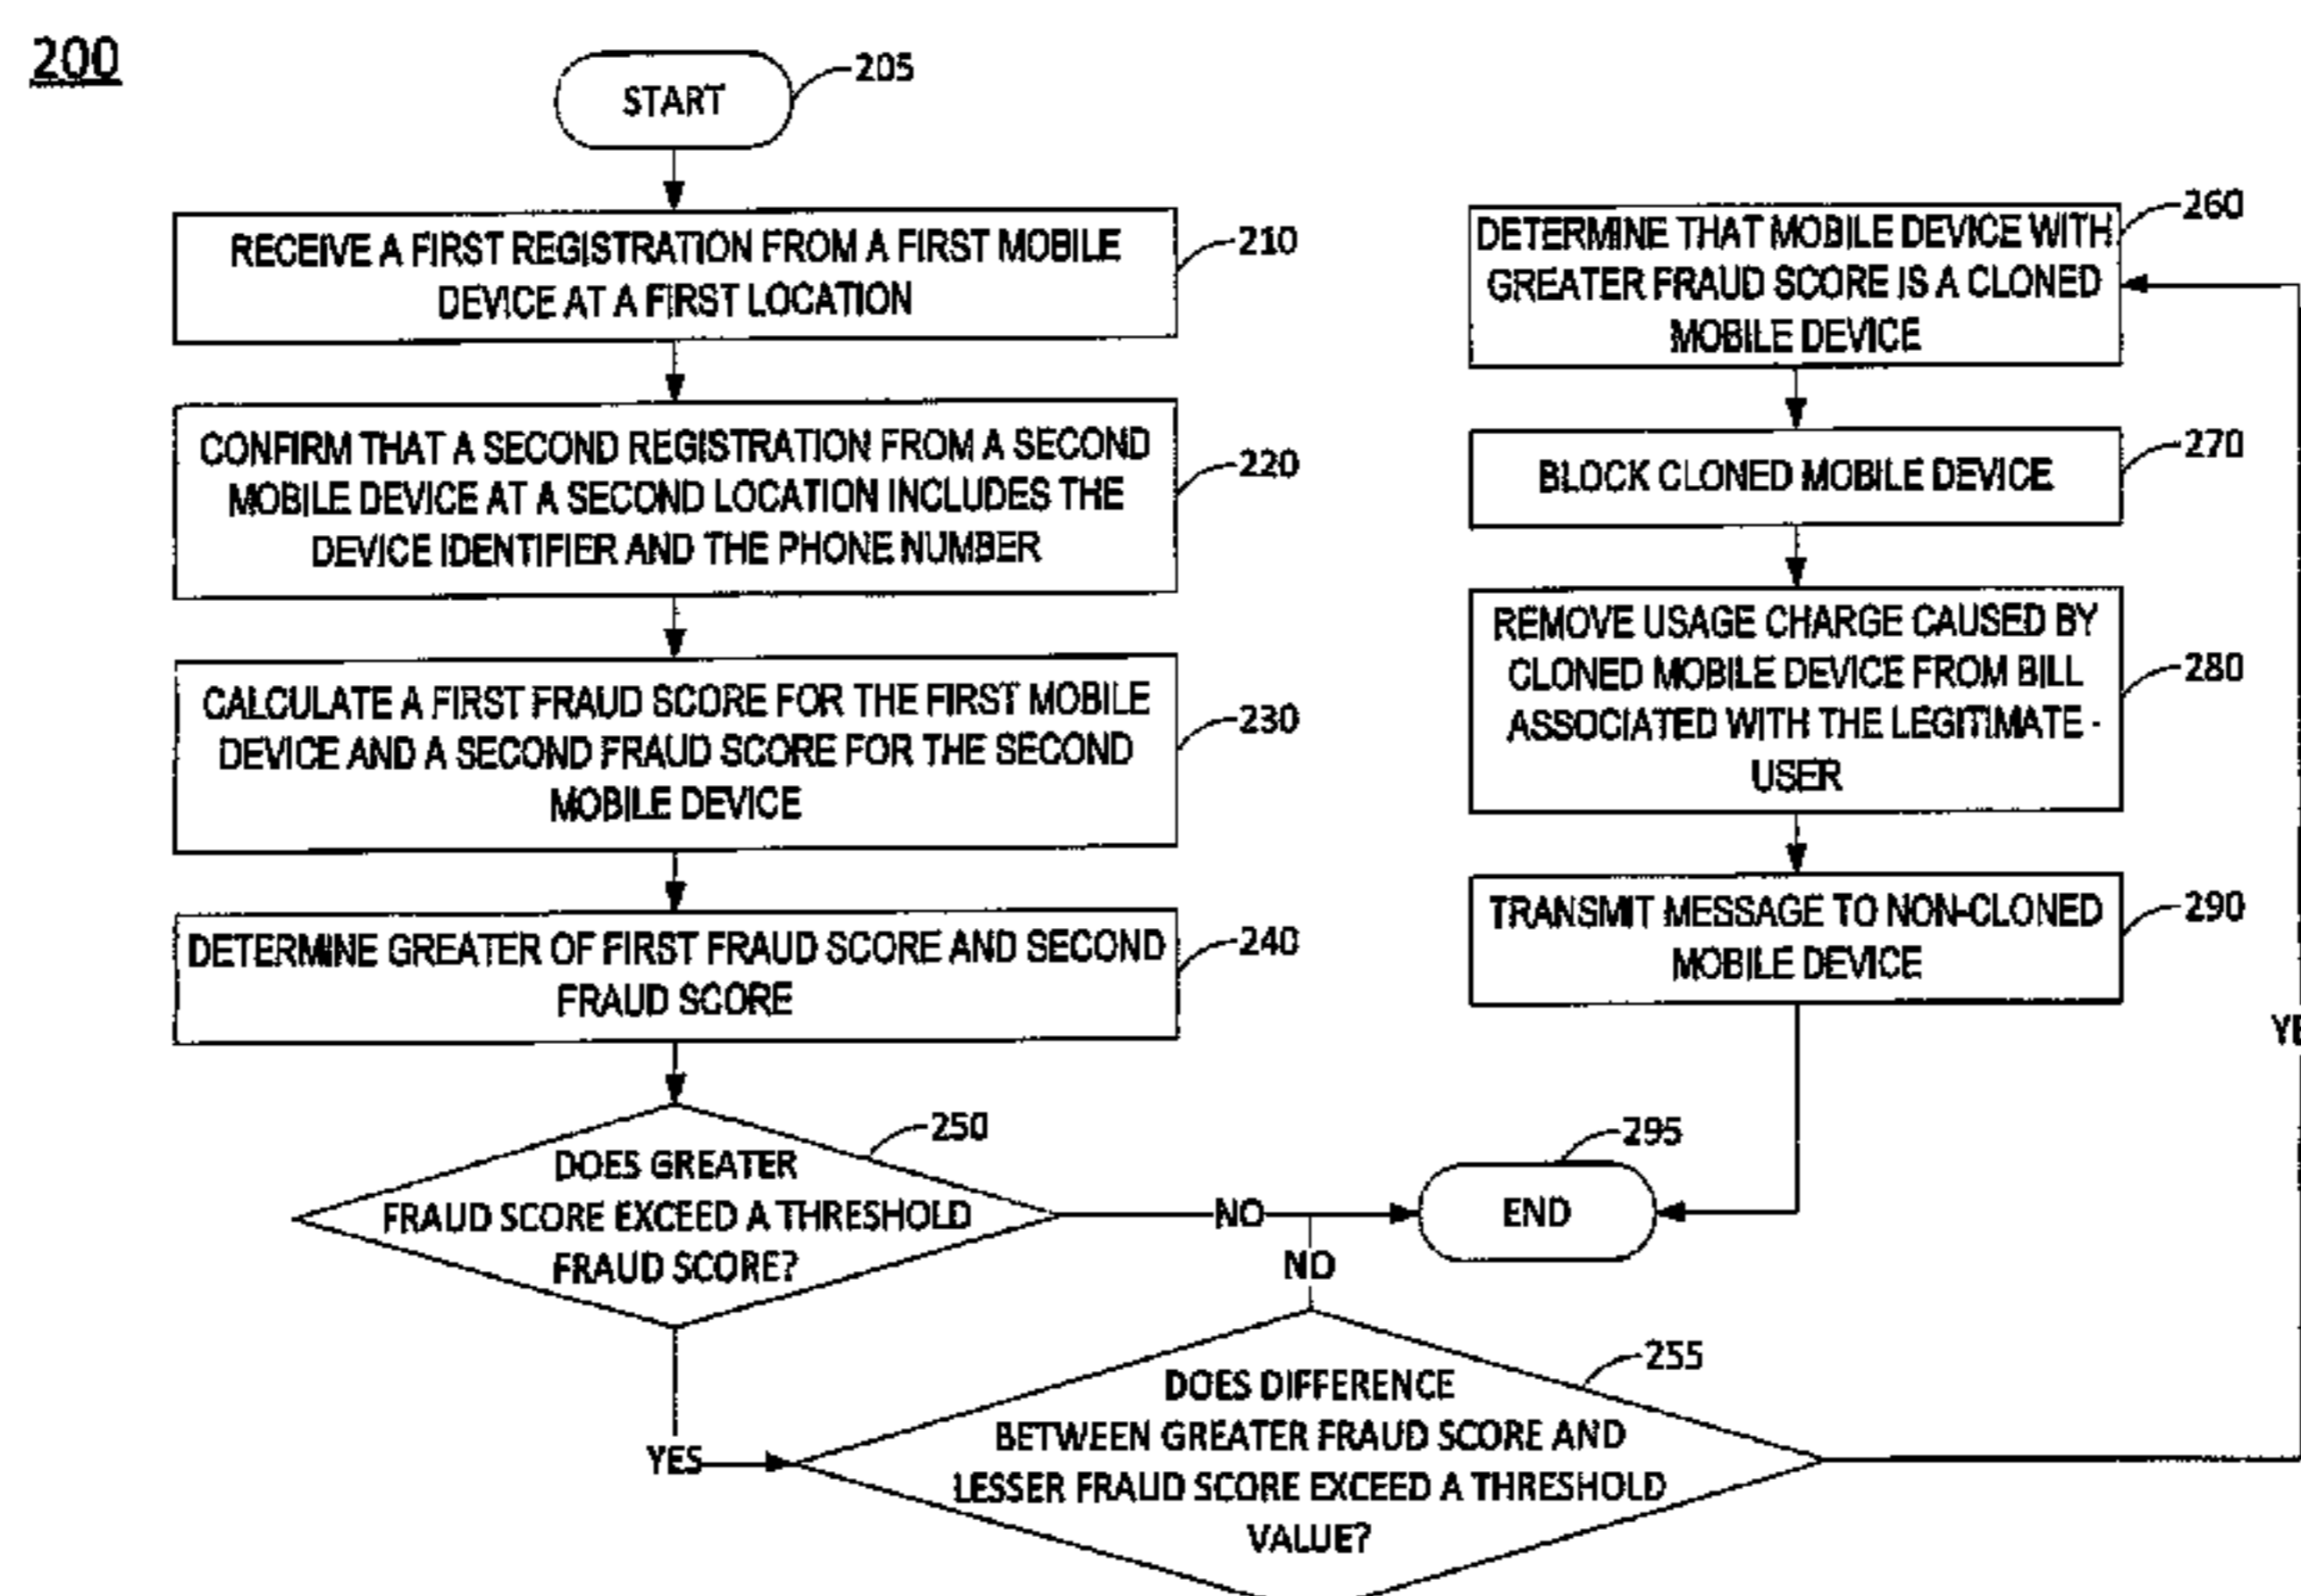 200
START
205
RECEIVE A FIRST REGISTRATION FROM A FIRST MOBILE
DEVICE AT A FIRST LOCATION
210
CONFIRM THAT A SECOND REGISTRATION FROM A SECOND
MOBILE DEVICE AT A SECOND LOCATION INCLUDES THE
DEVICE IDENTIFIER AND THE PHONE NUMBER
220
CALCULATE A FIRST FRAUD SCORE FOR THE FIRST MOBILE
DEVICE AND A SECOND FRAUD SCORE FOR THE SECOND
MOBILE DEVICE
230
DETERMINE GREATER OF FIRST FRAUD SCORE AND SECOND
FRAUD SCORE
240
DOES GREATER
FRAUD SCORE EXCEED A THRESHOLD
FRAUD SCORE?
250
NO
YES
DOES DIFFERENCE
BETWEEN GREATER FRAUD SCORE AND
LESSER FRAUD SCORE EXCEED A THRESHOLD
VALUE?
255
NO
DETERMINE THAT MOBILE DEVICE WITH
GREATER FRAUD SCORE IS A CLONED
MOBILE DEVICE
260
BLOCK CLONED MOBILE DEVICE
270
REMOVE USAGE CHARGE CAUSED BY
CLONED MOBILE DEVICE FROM BILL
ASSOCIATED WITH THE LEGITIMATE -
USER
280
TRANSMIT MESSAGE TO NON-CLONED
MOBILE DEVICE
290
END
295